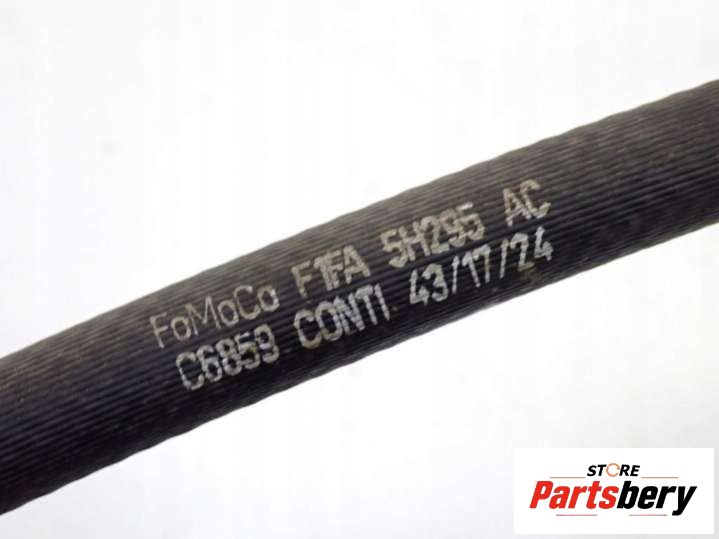 FoMoCo F1FA 5H295 AC
C6859 CONTI 43/17/24
STORE
Partsbery